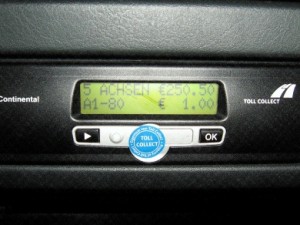 5 ACHSEN €250.50
A1-80 € 1.00
Continental
TOLL COLLECT
OK
TOLL
COLLECT